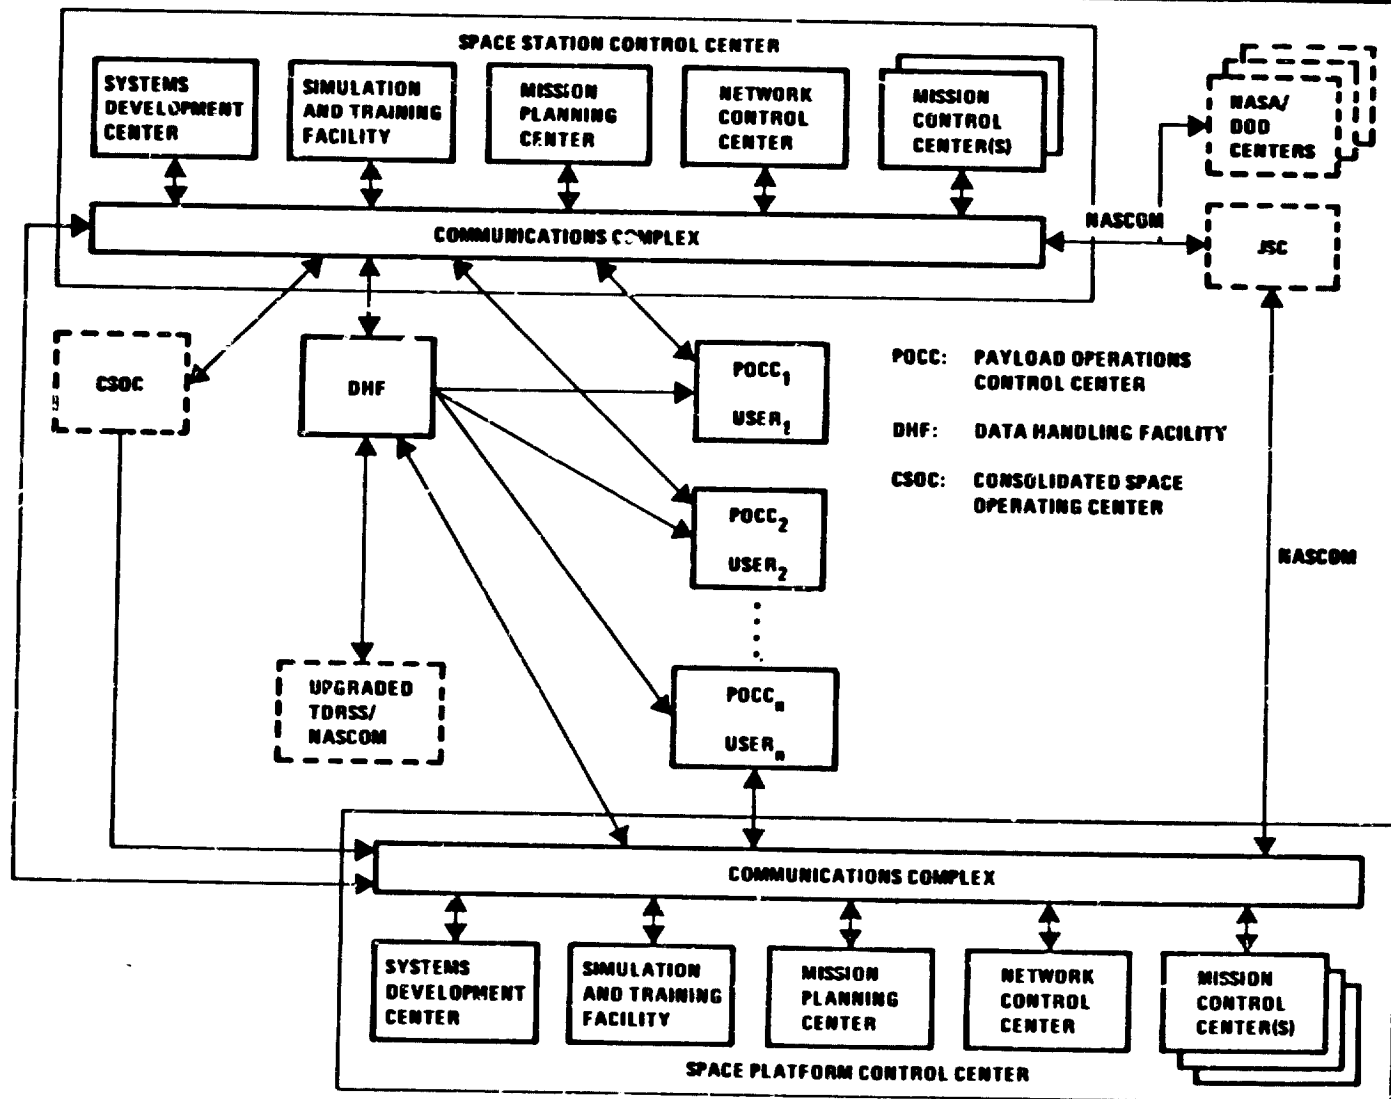 SPACE STATION CONTROL CENTER
SYSTEMS
DEVELOPMENT
CENTER
SIMULATION
AND TRAINING
FACILITY
MISSION
PLANNING
CENTER
NETWORK
CONTROL
CENTER
MISSION
CONTROL
CENTER(S)
NASA/
DOD
CENTERS
COMMUNICATIONS COMPLEX
NASCOM
JSC
CSOC
DHF
POCC₁
USER₁
POCC: PAYLOAD OPERATIONS
CONTROL CENTER
DHF: DATA HANDLING FACILITY
CSOC: CONSOLIDATED SPACE
OPERATING CENTER
POCC₂
USER₂
NASCOM
UPGRADED
TDRSS/
NASCOM
POCCₙ
USERₙ
COMMUNICATIONS COMPLEX
SYSTEMS
DEVELOPMENT
CENTER
SIMULATION
AND TRAINING
FACILITY
MISSION
PLANNING
CENTER
NETWORK
CONTROL
CENTER
MISSION
CONTROL
CENTER(S)
SPACE PLATFORM CONTROL CENTER